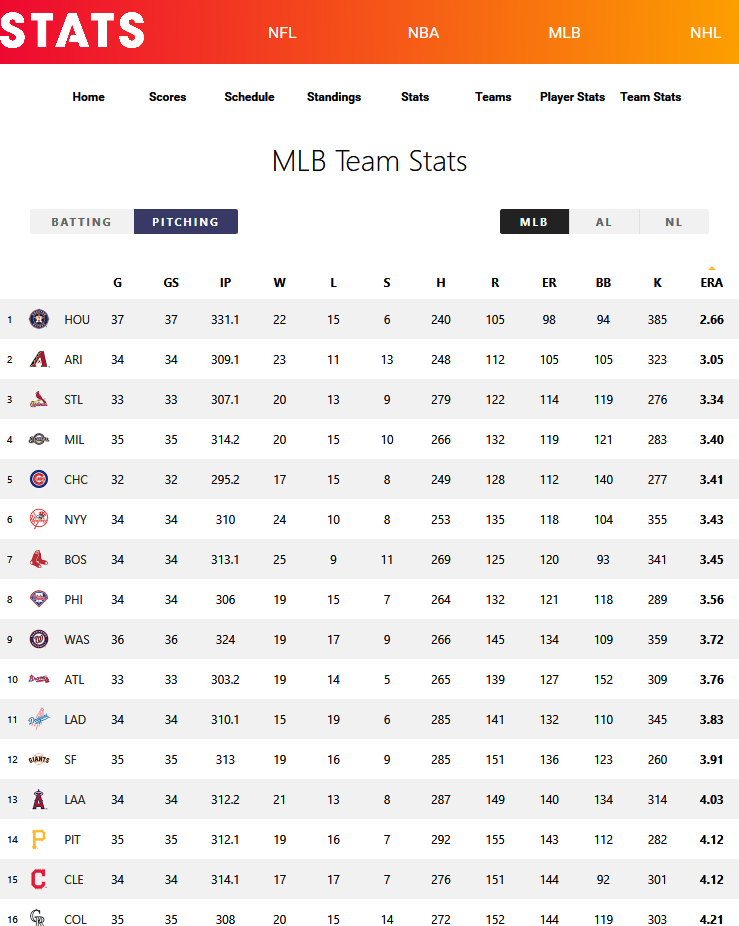 STATS NFL NBA MLB NHL
Home Scores Schedule Standings Stats Teams Player Stats Team Stats
MLB Team Stats
BATTING PITCHING MLB AL NL
G GS IP W L S H R ER BB K ERA
1 HOU 37 37 331.1 22 15 6 240 105 98 94 385 2.66
2 ARI 34 34 309.1 23 11 13 248 112 105 105 323 3.05
3 STL 33 33 307.1 20 13 9 279 122 114 119 276 3.34
4 MIL 35 35 314.2 20 15 10 266 132 119 121 283 3.40
5 CHC 32 32 295.2 17 15 8 249 128 112 140 277 3.41
6 NYY 34 34 310 24 10 8 253 135 118 104 355 3.43
7 BOS 34 34 313.1 25 9 11 269 125 120 93 341 3.45
8 PHI 34 34 306 19 15 7 264 132 121 118 289 3.56
9 WAS 36 36 324 19 17 9 266 145 134 109 359 3.72
10 ATL 33 33 303.2 19 14 5 265 139 127 152 309 3.76
11 LAD 34 34 310.1 15 19 6 285 141 132 110 345 3.83
12 GIANTS SF 35 35 313 19 16 9 285 151 136 123 260 3.91
13 LAA 34 34 312.2 21 13 8 287 149 140 134 314 4.03
14 P PIT 35 35 312.1 19 16 7 292 155 143 112 282 4.12
15 C CLE 34 34 314.1 17 17 7 276 151 144 92 301 4.12
16 COL 35 35 308 20 15 14 272 152 144 119 303 4.21